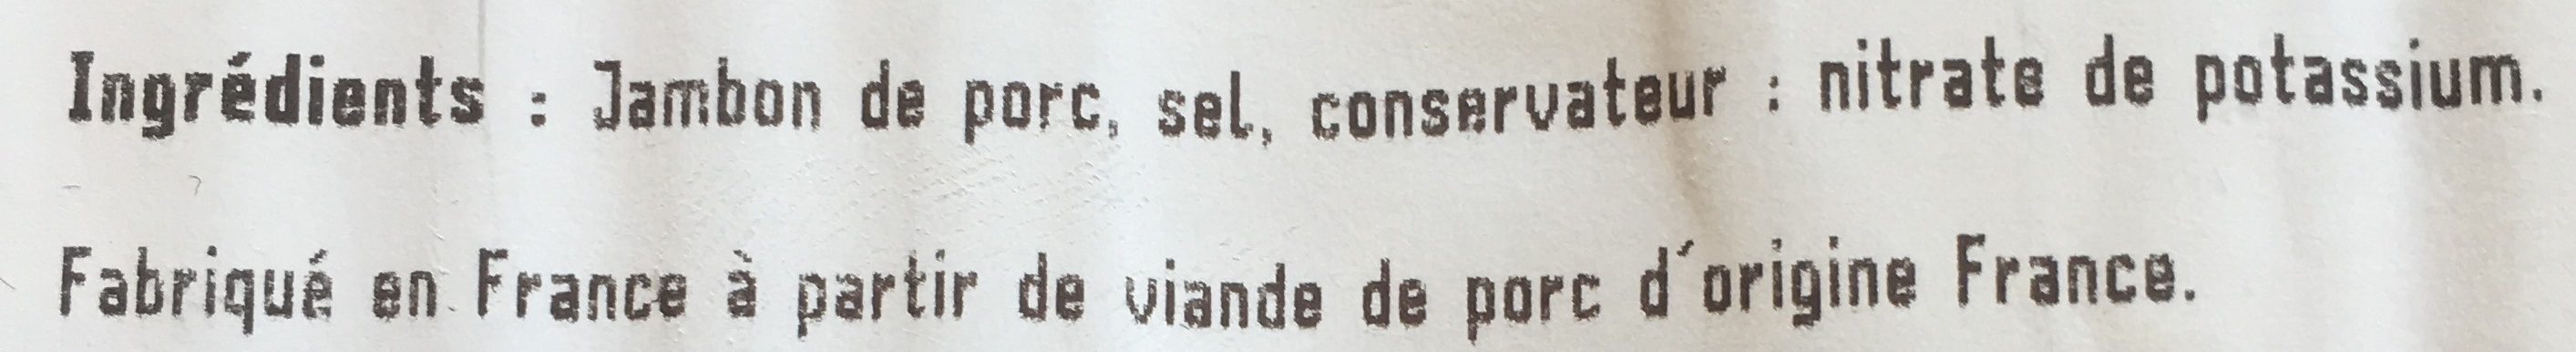 Ingrédients : Jambon de porc, sel, conservateur : nitrate de potassium.
Fabriqué en France à partir de viande de porc d'origine France.